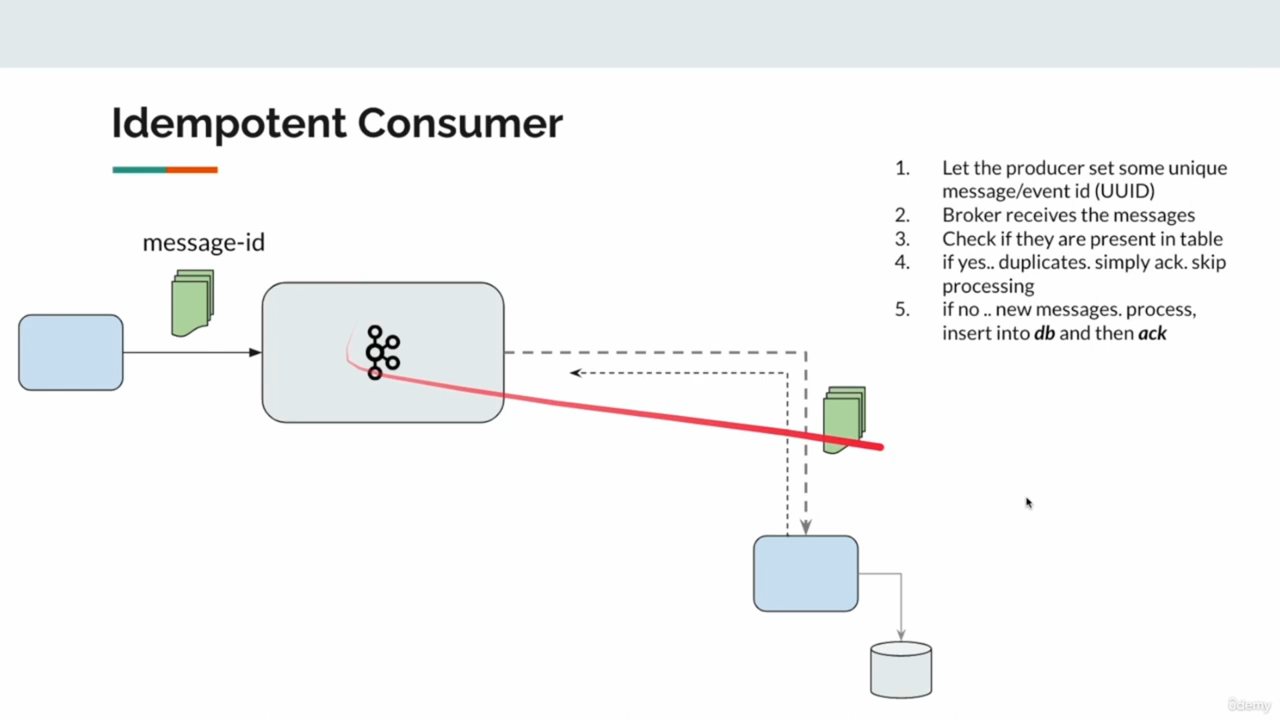 Idempotent Consumer
message-id
1. Let the producer set some unique
message/event id (UUID)
2. Broker receives the messages
3. Check if they are present in table
4. if yes.. duplicates. simply ack. skip
processing
5. if no .. new messages. process,
insert into db and then ack
ûdemy